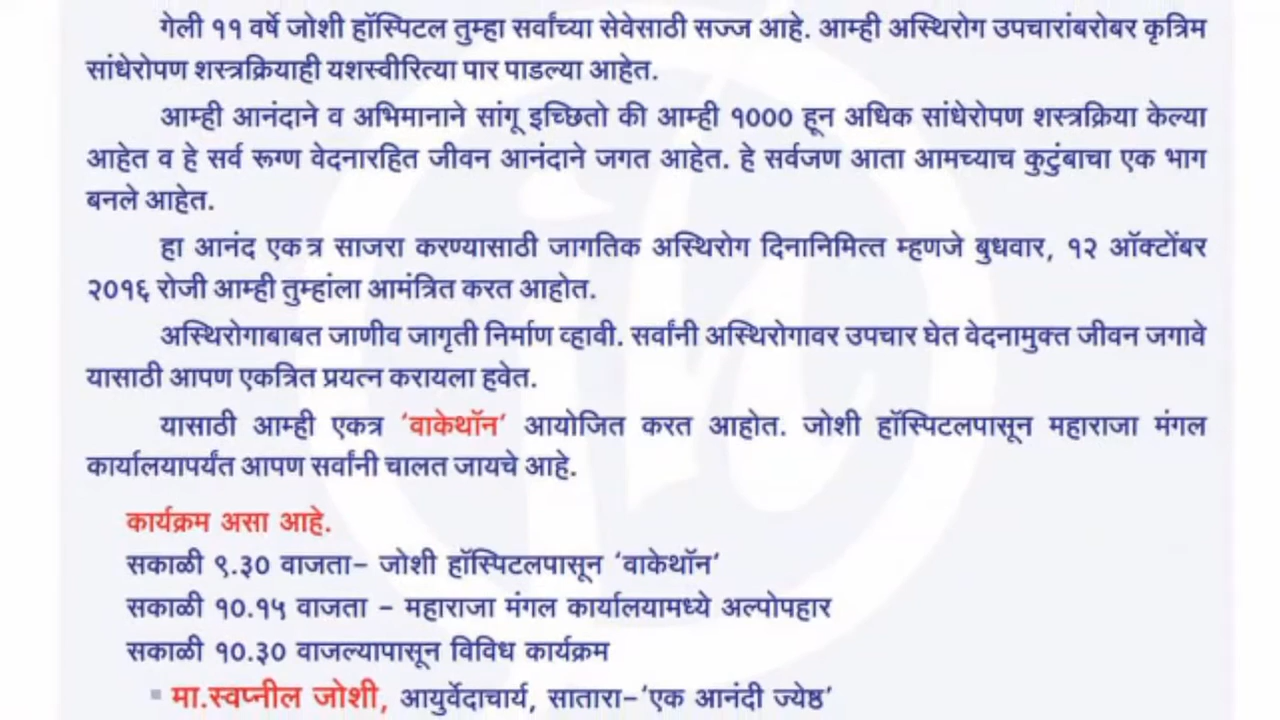 गेली ११ वर्षे जोशी हॉस्पिटल तुम्हा सर्वांच्या सेवेसाठी सज्ज आहे. आम्ही अस्थिरोग उपचारांबरोबर कृत्रिम
सांधेरोपण शस्त्रक्रियाही यशस्वीरित्या पार पाडल्या आहेत.
आम्ही आनंदाने व अभिमानाने सांगू इच्छितो की आम्ही १००० हून अधिक सांधेरोपण शस्त्रक्रिया केल्या
आहेत व हे सर्व रूग्ण वेदनारहित जीवन आनंदाने जगत आहेत. हे सर्वजण आता आमच्याच कुटुंबाचा एक भाग
बनले आहेत.
हा आनंद एकत्र साजरा करण्यासाठी जागतिक अस्थिरोग दिनानिमित्त म्हणजे बुधवार, १२ ऑक्टोंबर
२०१६ रोजी आम्ही तुम्हांला आमंत्रित करत आहोत.
अस्थिरोगाबाबत जाणीव जागृती निर्माण व्हावी. सर्वांनी अस्थिरोगावर उपचार घेत वेदनामुक्त जीवन जगावे
यासाठी आपण एकत्रित प्रयत्न करायला हवेत.
यासाठी आम्ही एकत्र ‘वाकेथॉन’ आयोजित करत आहोत. जोशी हॉस्पिटलपासून महाराजा मंगल
कार्यालयापर्यंत आपण सर्वांनी चालत जायचे आहे.
कार्यक्रम असा आहे.
सकाळी ९.३० वाजता– जोशी हॉस्पिटलपासून ‘वाकेथॉन’
सकाळी १०.१५ वाजता – महाराजा मंगल कार्यालयामध्ये अल्पोपहार
सकाळी १०.३० वाजल्यापासून विविध कार्यक्रम
मा.स्वप्नील जोशी, आयुर्वेदाचार्य, सातारा–‘एक आनंदी ज्येष्ठ’